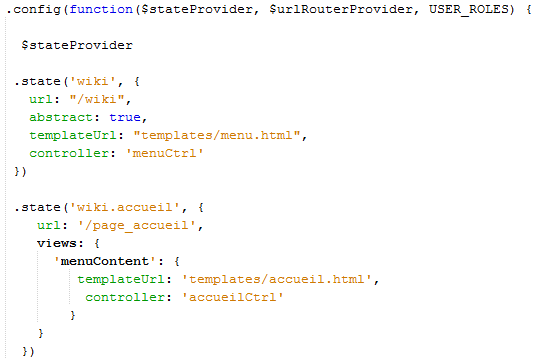 .config(function($stateProvider, $urlRouterProvider, USER_ROLES) {
$stateProvider
.state('wiki', {
url: "/wiki",
abstract: true,
templateUrl: "templates/menu.html",
controller: 'menuCtrl'
})
.state('wiki.accueil', {
url: '/page_accueil',
views: {
'menuContent': {
templateUrl: 'templates/accueil.html',
controller: 'accueilCtrl'
}
}
})